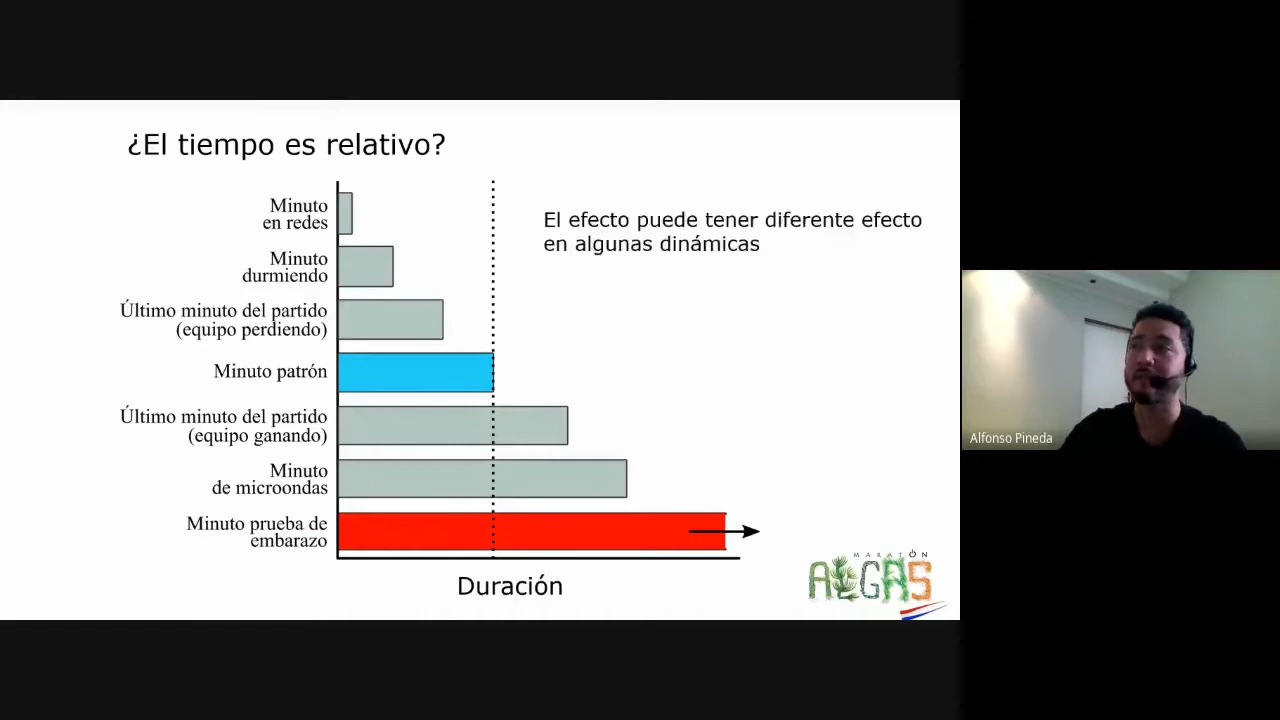 ¿El tiempo es relativo?
Minuto
en redes
Minuto
durmiendo
Último minuto del partido
(equipo perdiendo)
Minuto patrón
Último minuto del partido
(equipo ganando)
Minuto
de microondas
Minuto prueba de
embarazo
Duración
El efecto puede tener diferente efecto
en algunas dinámicas
MARATÓN
ALGAS
Alfonso Pineda